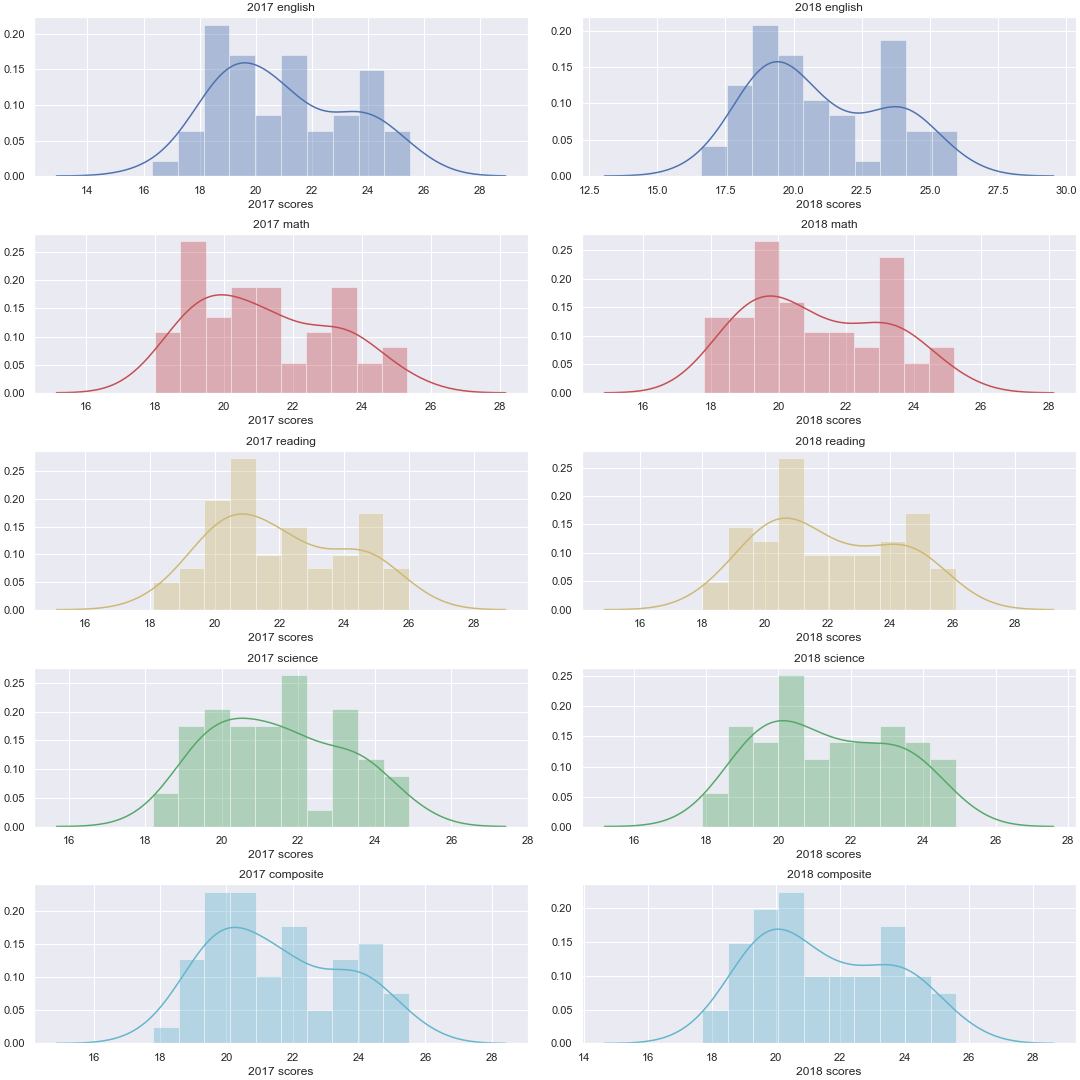 2017 english
0.20
0.15
0.10
0.05
0.00
14 16 18 20 22 24 26 28
2017 scores
2018 english
0.20
0.15
0.10
0.05
0.00
12.5 15.0 17.5 20.0 22.5 25.0 27.5 30.0
2018 scores
2017 math
0.25
0.20
0.15
0.10
0.05
0.00
16 18 20 22 24 26 28
2017 scores
2018 math
0.25
0.20
0.15
0.10
0.05
0.00
16 18 20 22 24 26 28
2018 scores
2017 reading
0.25
0.20
0.15
0.10
0.05
0.00
16 18 20 22 24 26 28
2017 scores
2018 reading
0.25
0.20
0.15
0.10
0.05
0.00
16 18 20 22 24 26 28
2018 scores
2017 science
0.25
0.20
0.15
0.10
0.05
0.00
16 18 20 22 24 26 28
2017 scores
2018 science
0.25
0.20
0.15
0.10
0.05
0.00
16 18 20 22 24 26 28
2018 scores
2017 composite
0.20
0.15
0.10
0.05
0.00
16 18 20 22 24 26 28
2017 scores
2018 composite
0.20
0.15
0.10
0.05
0.00
14 16 18 20 22 24 26 28
2018 scores